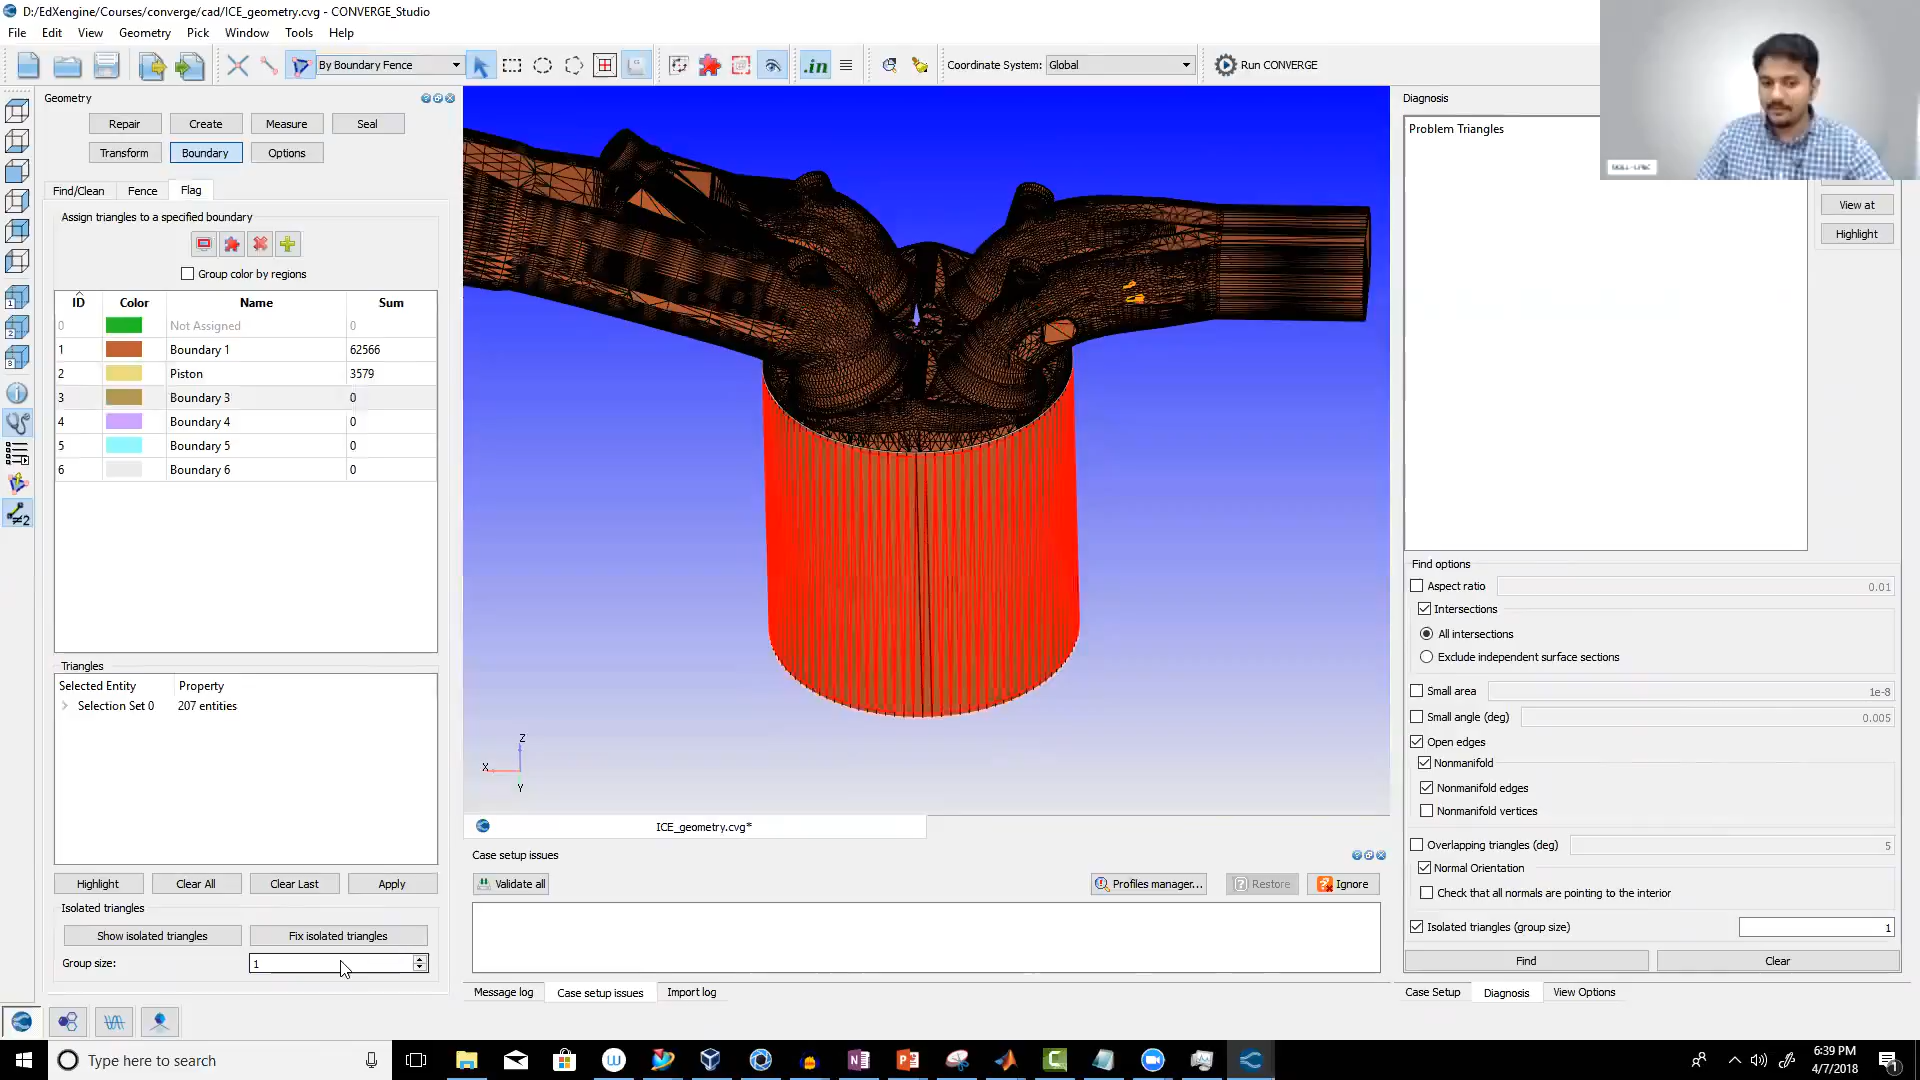 D:/EdXengine/Courses/converge/cad/ICE_geometry.cvg - CONVERGE_Studio
File Edit View Geometry Pick Window Tools Help
By Boundary Fence
.in
Coordinate System: Global
Run CONVERGE
Geometry
Repair Create Measure Seal
Transform Boundary Options
Find/Clean Fence Flag
Assign triangles to a specified boundary
Group color by regions
ID Color Name Sum
0 Not Assigned 0
1 Boundary 1 62566
2 Piston 3579
3 Boundary 3 0
4 Boundary 4 0
5 Boundary 5 0
6 Boundary 6 0
Triangles
Selected Entity Property
Selection Set 0 207 entities
Highlight Clear All Clear Last Apply
Isolated triangles
Show isolated triangles Fix isolated triangles
Group size: 1
Z
X
Y
ICE_geometry.cvg*
Case setup issues
Validate all Profiles manager... Restore Ignore
Message log Case setup issues Import log
Diagnosis
Problem Triangles
SKILL-LYNC
View at
Highlight
Find options
Aspect ratio 0.01
Intersections
All intersections
Exclude independent surface sections
Small area 1e-8
Small angle (deg) 0.005
Open edges
Nonmanifold
Nonmanifold edges
Nonmanifold vertices
Overlapping triangles (deg) 5
Normal Orientation
Check that all normals are pointing to the interior
Isolated triangles (group size) 1
Find Clear
Case Setup Diagnosis View Options
Type here to search
6:39 PM
4/7/2018